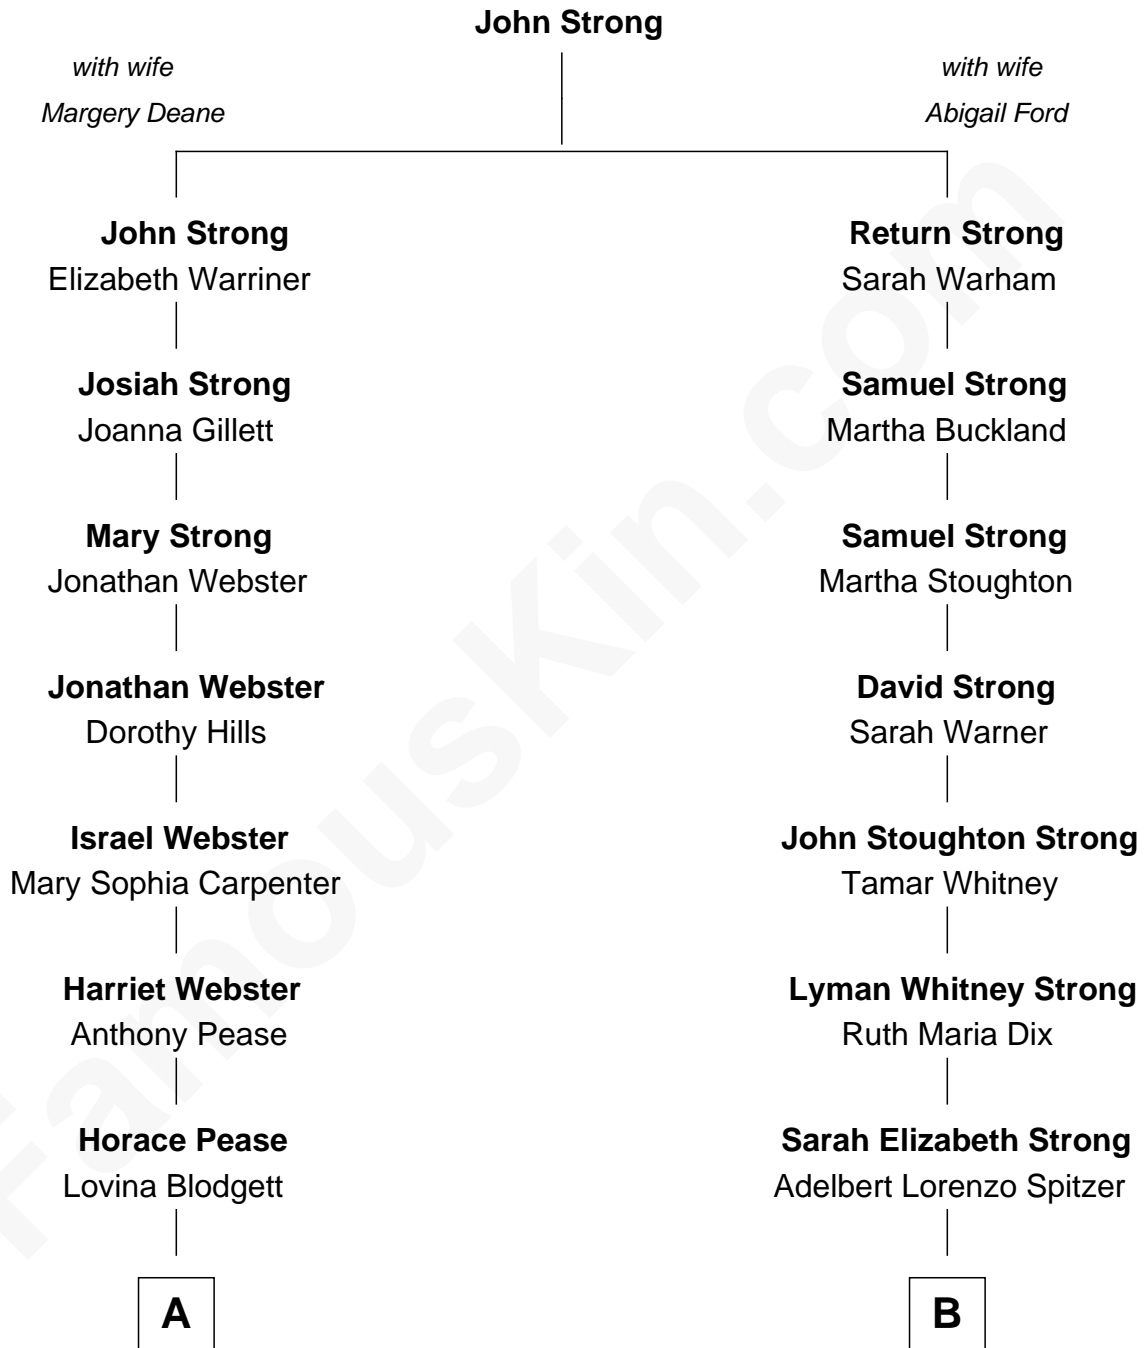 John Strong
with wife
Margery Deane
with wife
Abigail Ford
John Strong
Elizabeth Warriner
Return Strong
Sarah Warham
Josiah Strong
Joanna Gillett
Samuel Strong
Martha Buckland
Mary Strong
Jonathan Webster
Samuel Strong
Martha Stoughton
Jonathan Webster
Dorothy Hills
David Strong
Sarah Warner
Israel Webster
Mary Sophia Carpenter
John Stoughton Strong
Tamar Whitney
Harriet Webster
Anthony Pease
Lyman Whitney Strong
Ruth Maria Dix
Horace Pease
Lovina Blodgett
Sarah Elizabeth Strong
Adelbert Lorenzo Spitzer
A
B
FamousKin.com